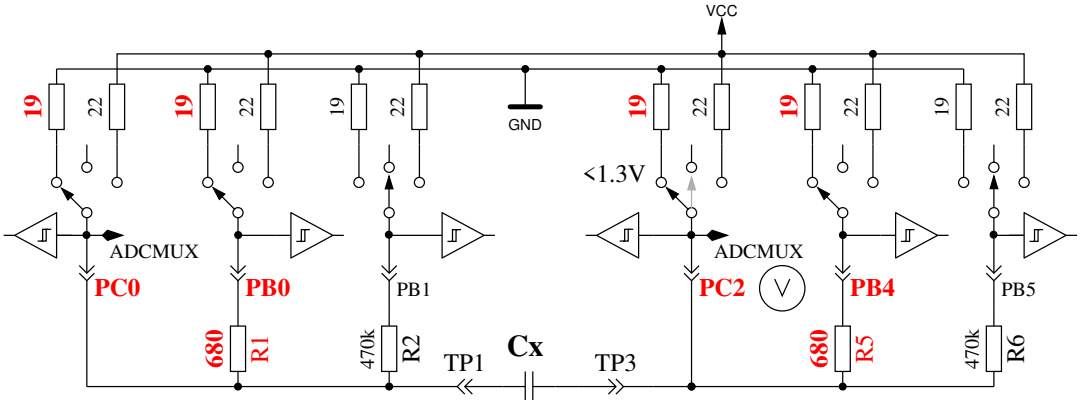 VCC
19
22
19
22
19
22
GND
19
22
19
22
19
22
<1.3V
ADCMUX
ADCMUX
PC0
PB0
PB1
PC2
V
PB4
PB5
680
R1
470k
R2
TP1
Cx
TP3
680
R5
470k
R6